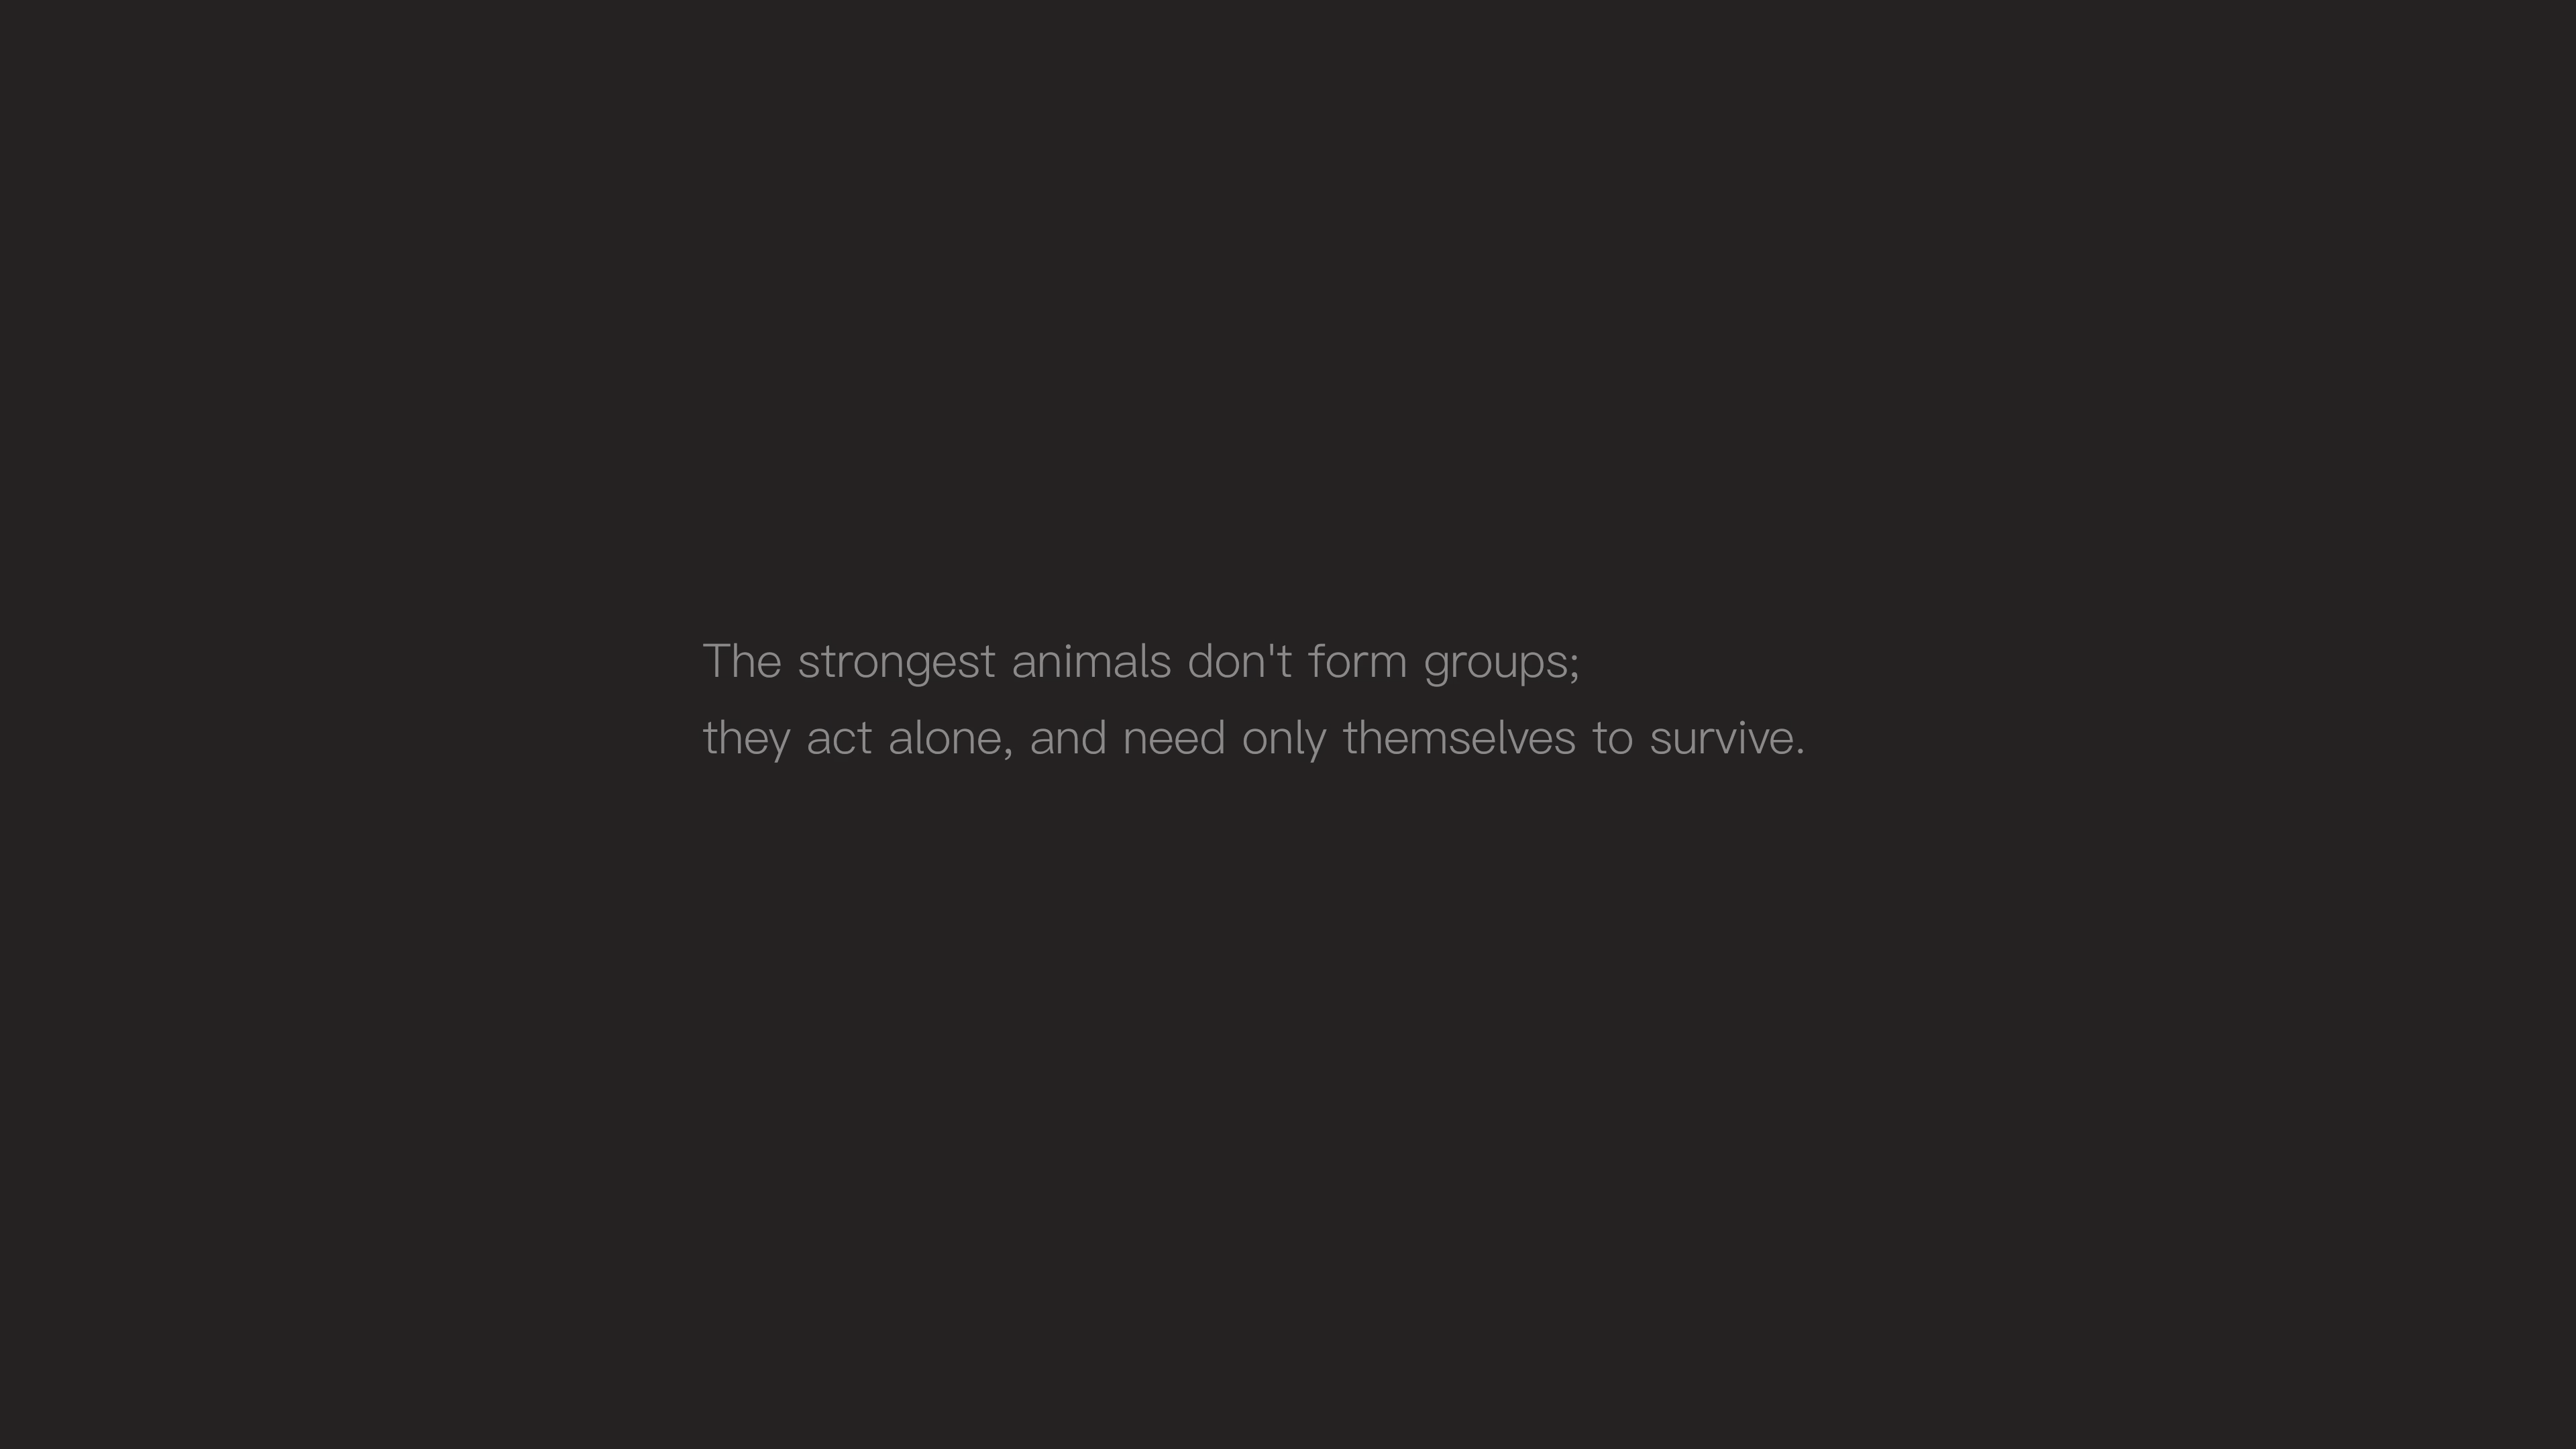 The strongest animals don't form groups;
they act alone, and need only themselves to survive.